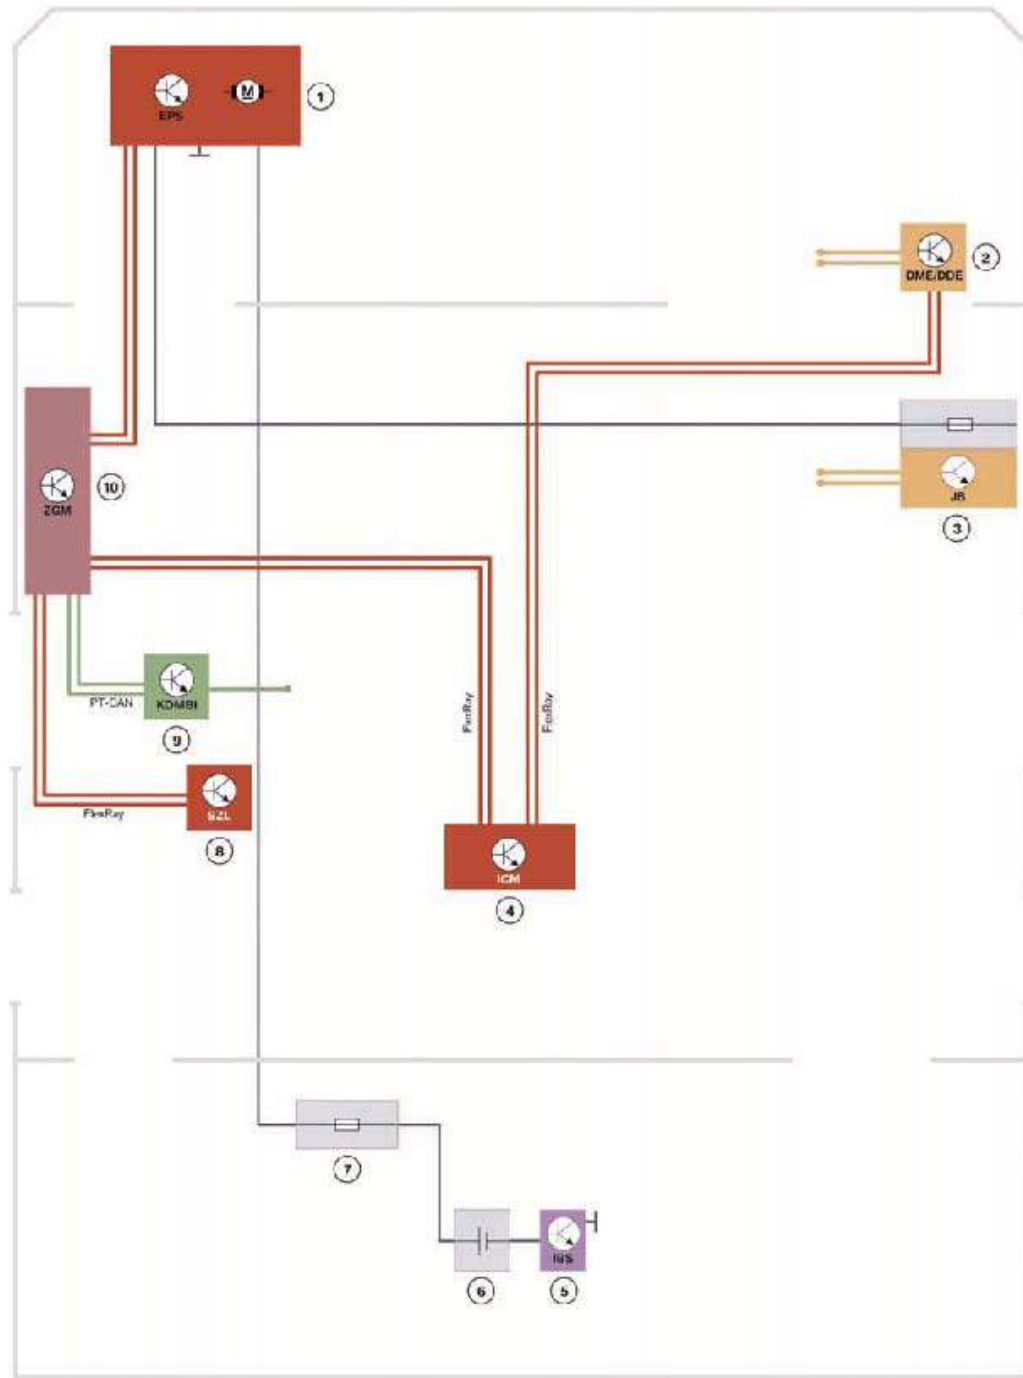 M
EPS
1
DME/DDE
2
JB
3
ZGM
10
PT-CAN
KOMBI
9
FlexRay
FlexRay
FlexRay
SZL
8
ICM
4
7
6
IBS
5